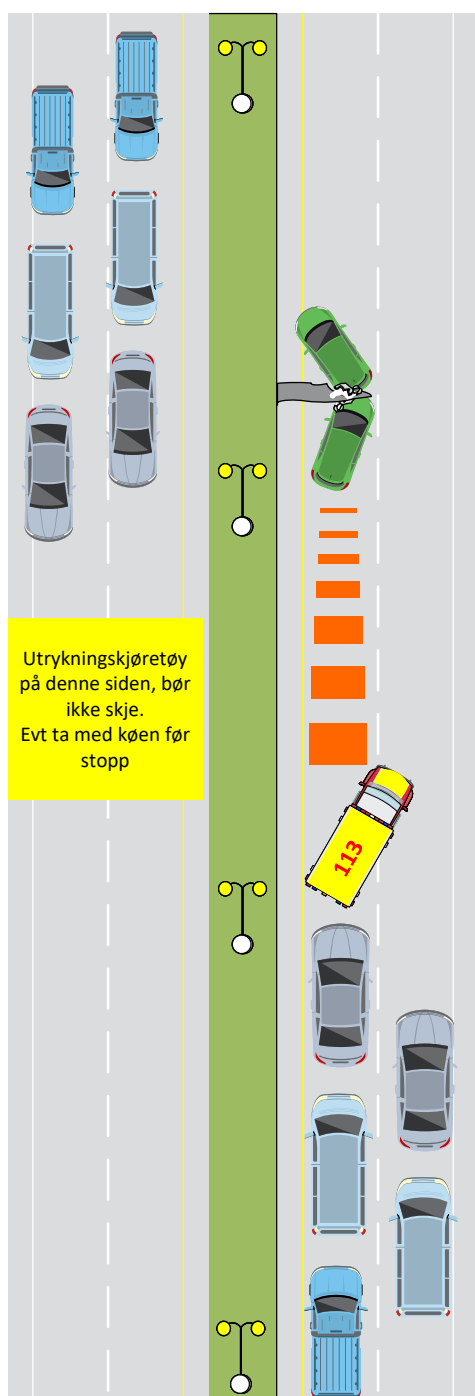 Utrykningskjøretøy
på denne siden, bør
ikke skje.
Evt ta med køen før
stopp
113